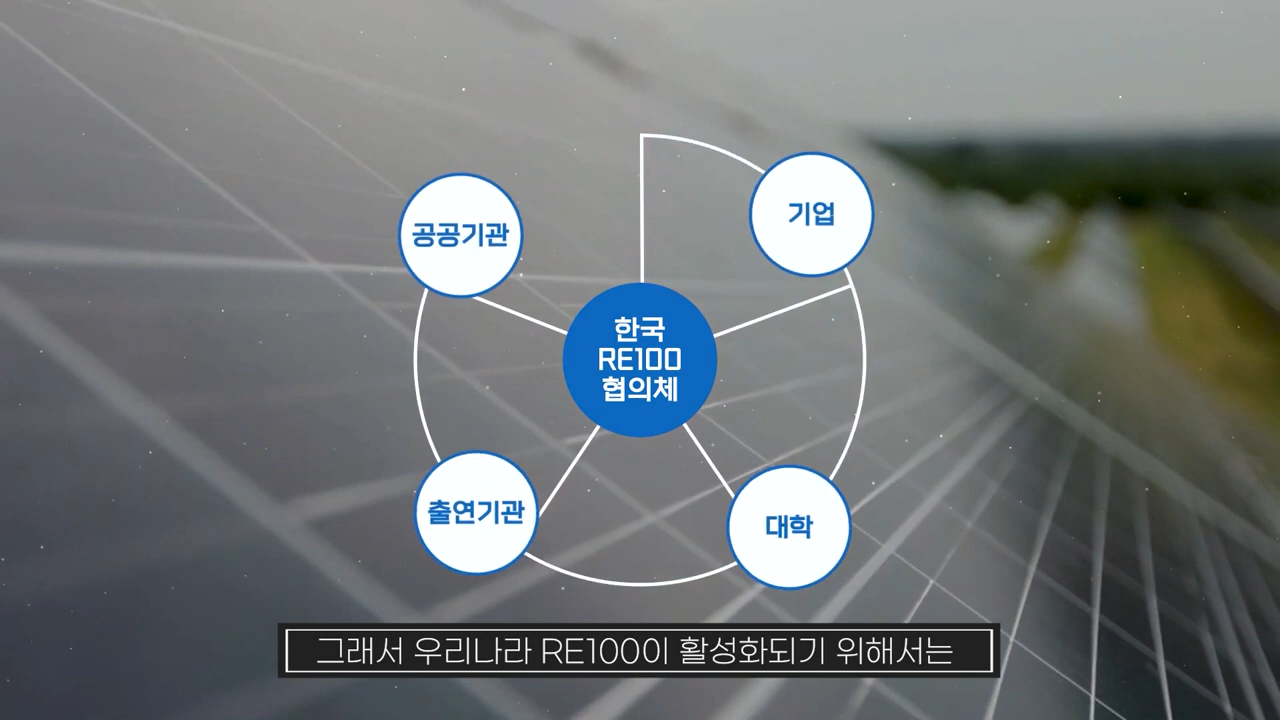 기업
공공기관
한국
RE100
협의체
출연기관
대학
그래서 우리나라 RE100이 활성화되기 위해서는